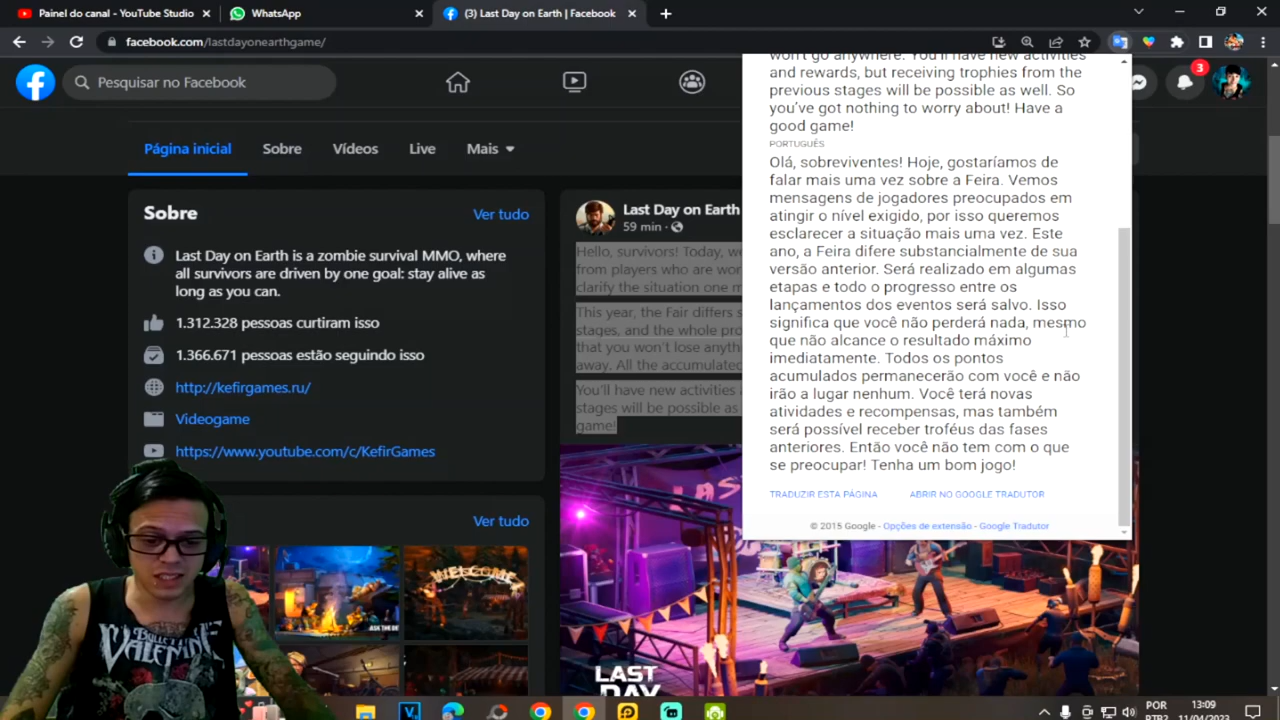 Painel do canal - YouTube Studio
WhatsApp
(3) Last Day on Earth | Facebook
facebook.com/lastdayonearthgame/
Pesquisar no Facebook
3
Página inicial
Sobre
Vídeos
Live
Mais
Sobre
Ver tudo
Last Day on Earth is a zombie survival MMO, where
all survivors are driven by one goal: stay alive as
long as you can.
1.312.328 pessoas curtiram isso
1.366.671 pessoas estão seguindo isso
http://kefirgames.ru/
Videogame
https://www.youtube.com/c/KefirGames
Ver tudo
WELCOME
ASK THE DE
Last Day on Earth
59 min
Hello, survivors! Today, we
from players who are wor
clarify the situation one m
This year, the Fair differs s
stages, and the whole pro
that you won't lose anyth
away. All the accumulated
You'll have new activities a
stages will be possible as
game!
LAST
DAY
won't go anywhere. You'll have new activities
and rewards, but receiving trophies from the
previous stages will be possible as well. So
you've got nothing to worry about! Have a
good game!
PORTUGUÊS
Olá, sobreviventes! Hoje, gostaríamos de
falar mais uma vez sobre a Feira. Vemos
mensagens de jogadores preocupados em
atingir o nível exigido, por isso queremos
esclarecer a situação mais uma vez. Este
ano, a Feira difere substancialmente de sua
versão anterior. Será realizado em algumas
etapas e todo o progresso entre os
lançamentos dos eventos será salvo. Isso
significa que você não perderá nada, mesmo
que não alcance o resultado máximo
imediatamente. Todos os pontos
acumulados permanecerão com você e não
irão a lugar nenhum. Você terá novas
atividades e recompensas, mas também
será possível receber troféus das fases
anteriores. Então você não tem com o que
se preocupar! Tenha um bom jogo!
TRADUZIR ESTA PÁGINA
ABRIR NO GOOGLE TRADUTOR
© 2015 Google - Opções de extensão - Google Tradutor
BULLET FOR MY
VALENTINE
POR
PTB2
13:09
11/04/2023